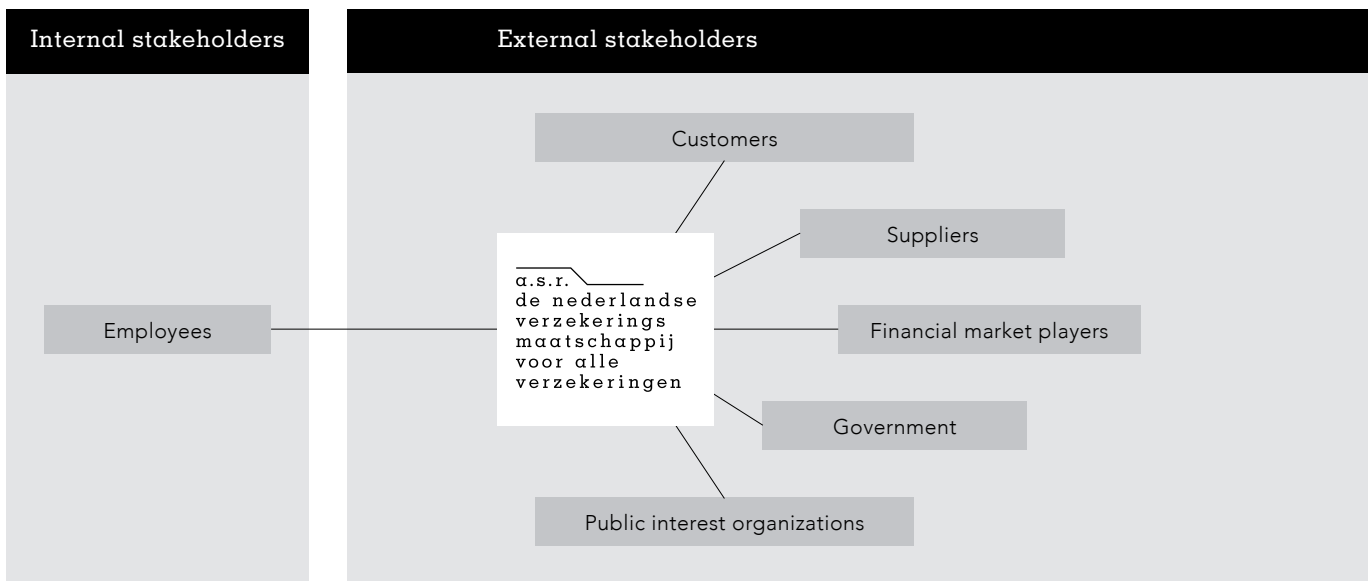 Internal stakeholders
External stakeholders
Customers
Suppliers
a.s.r.
de nederlandse
verzekerings
maatschappij
voor alle
verzekeringen
Employees
Financial market players
Government
Public interest organizations